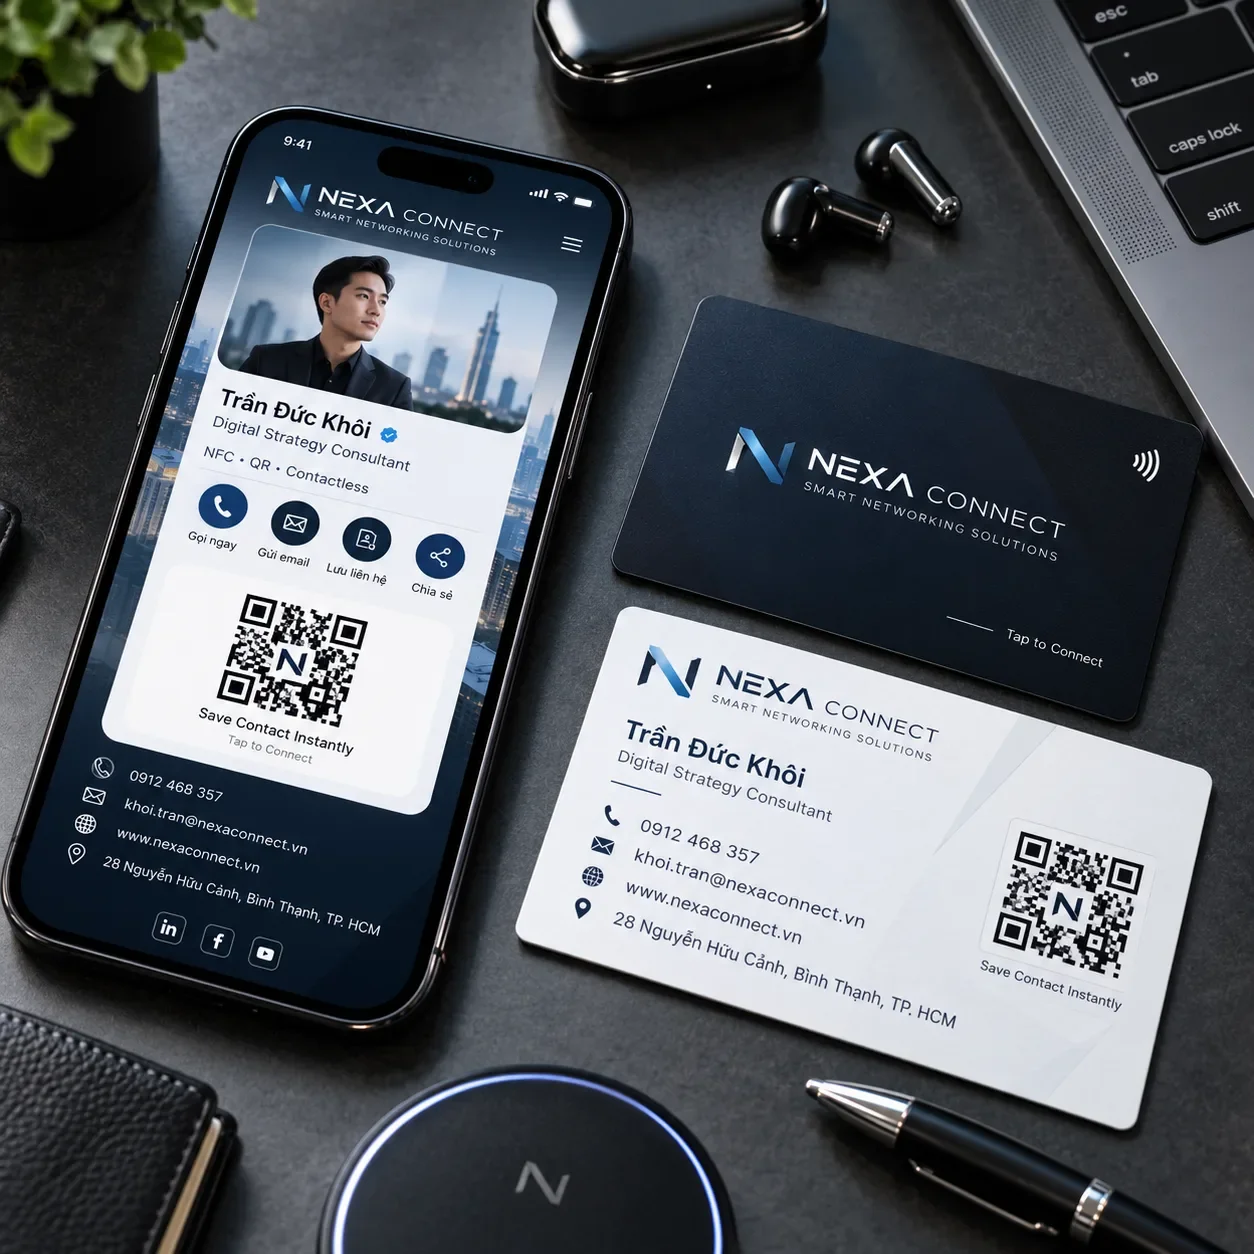 9:41
NEXA CONNECT
SMART NETWORKING SOLUTIONS
Trần Đức Khôi
Digital Strategy Consultant
NFC • QR • Contactless
Gọi ngay
Gửi email
Lưu liên hệ
Chia sẻ
N
Save Contact Instantly
Tap to Connect
0912 468 357
khoi.tran@nexaconnect.vn
www.nexaconnect.vn
28 Nguyễn Hữu Cảnh, Bình Thạnh, TP. HCM
in
f
NEXA CONNECT
SMART NETWORKING SOLUTIONS
Tap to Connect
NEXA CONNECT
SMART NETWORKING SOLUTIONS
Trần Đức Khôi
Digital Strategy Consultant
0912 468 357
khoi.tran@nexaconnect.vn
www.nexaconnect.vn
28 Nguyễn Hữu Cảnh, Bình Thạnh, TP. HCM
N
Save Contact Instantly
esc
tab
caps lock
shift
N